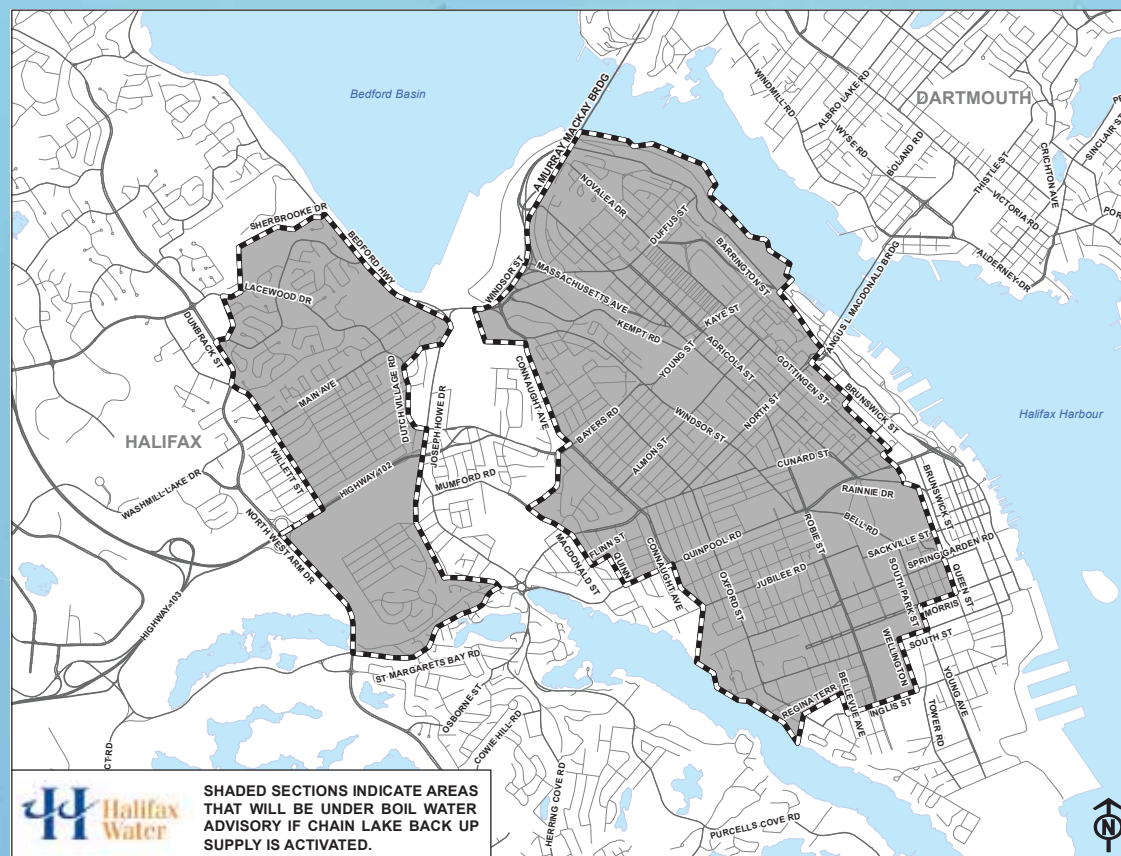 Bedford Basin
A MURRAY MACKAY BRDG
WINDMILL RD
ALBRO LAKE RD
WYSE RD
BOLAND RD
DARTMOUTH
THISTLE ST
VICTORIA RD
CRICHTON AVE
SINCLAIR ST
ALDERNEY DR
SHERBROOKE DR
BEDFORD HWY
NOVALEA DR
DUFFUS ST
BARRINGTON ST
ANGUS L MACDONALD BRDG
WINDSOR ST
MASSACHUSETTS AVE
LACEWOOD DR
DUNBRACK ST
KEMPT RD
KAYE ST
YOUNG ST
AGRICOLA ST
GOTTINGEN ST
BRUNSWICK ST
Halifax Harbour
MAIN AVE
DUTCH VILLAGE RD
JOSEPH HOWE DR
CONNAUGHT AVE
BAYERS RD
WINDSOR ST
NORTH ST
ALMON ST
CUNARD ST
HALIFAX
WILLETT ST
HIGHWAY 102
MUMFORD RD
WASHMILL LAKE DR
NORTH WEST ARM DR
RAINNIE DR
BRUNSWICK ST
BELL RD
ROBIE ST
SACKVILLE ST
SPRING GARDEN RD
MACDONALD ST
FLINN ST
QUINN
CONNAUGHT AVE
QUINPOOL RD
JUBILEE RD
OXFORD ST
SOUTH PARK ST
QUEEN ST
MORRIS
SOUTH ST
WELLINGTON
HIGHWAY 103
ST MARGARETS BAY RD
OSBORNE ST
COWIE HILL RD
REGINA TERR
BELLEVUE AVE
INGLIS ST
TOWER RD
YOUNG AVE
HERRING COVE RD
PURCELLS COVE RD
CT RD
Halifax
Water
SHADED SECTIONS INDICATE AREAS
THAT WILL BE UNDER BOIL WATER
ADVISORY IF CHAIN LAKE BACK UP
SUPPLY IS ACTIVATED.
N